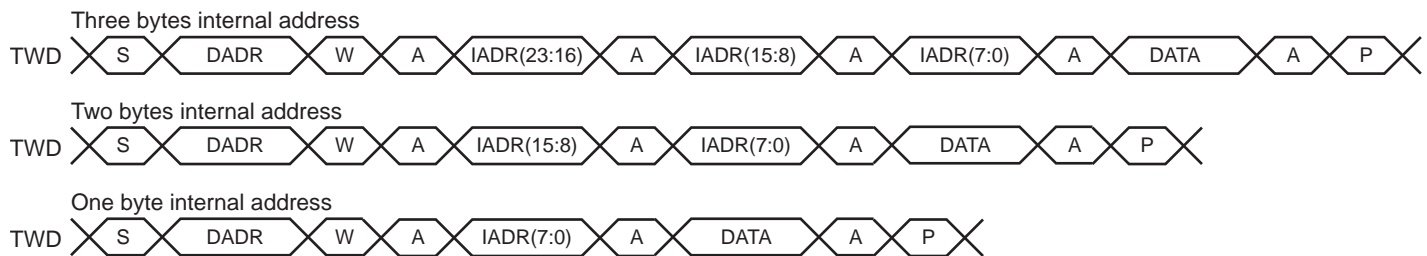 Three bytes internal address
TWD S DADR W A IADR(23:16) A IADR(15:8) A IADR(7:0) A DATA A P
Two bytes internal address
TWD S DADR W A IADR(15:8) A IADR(7:0) A DATA A P
One byte internal address
TWD S DADR W A IADR(7:0) A DATA A P